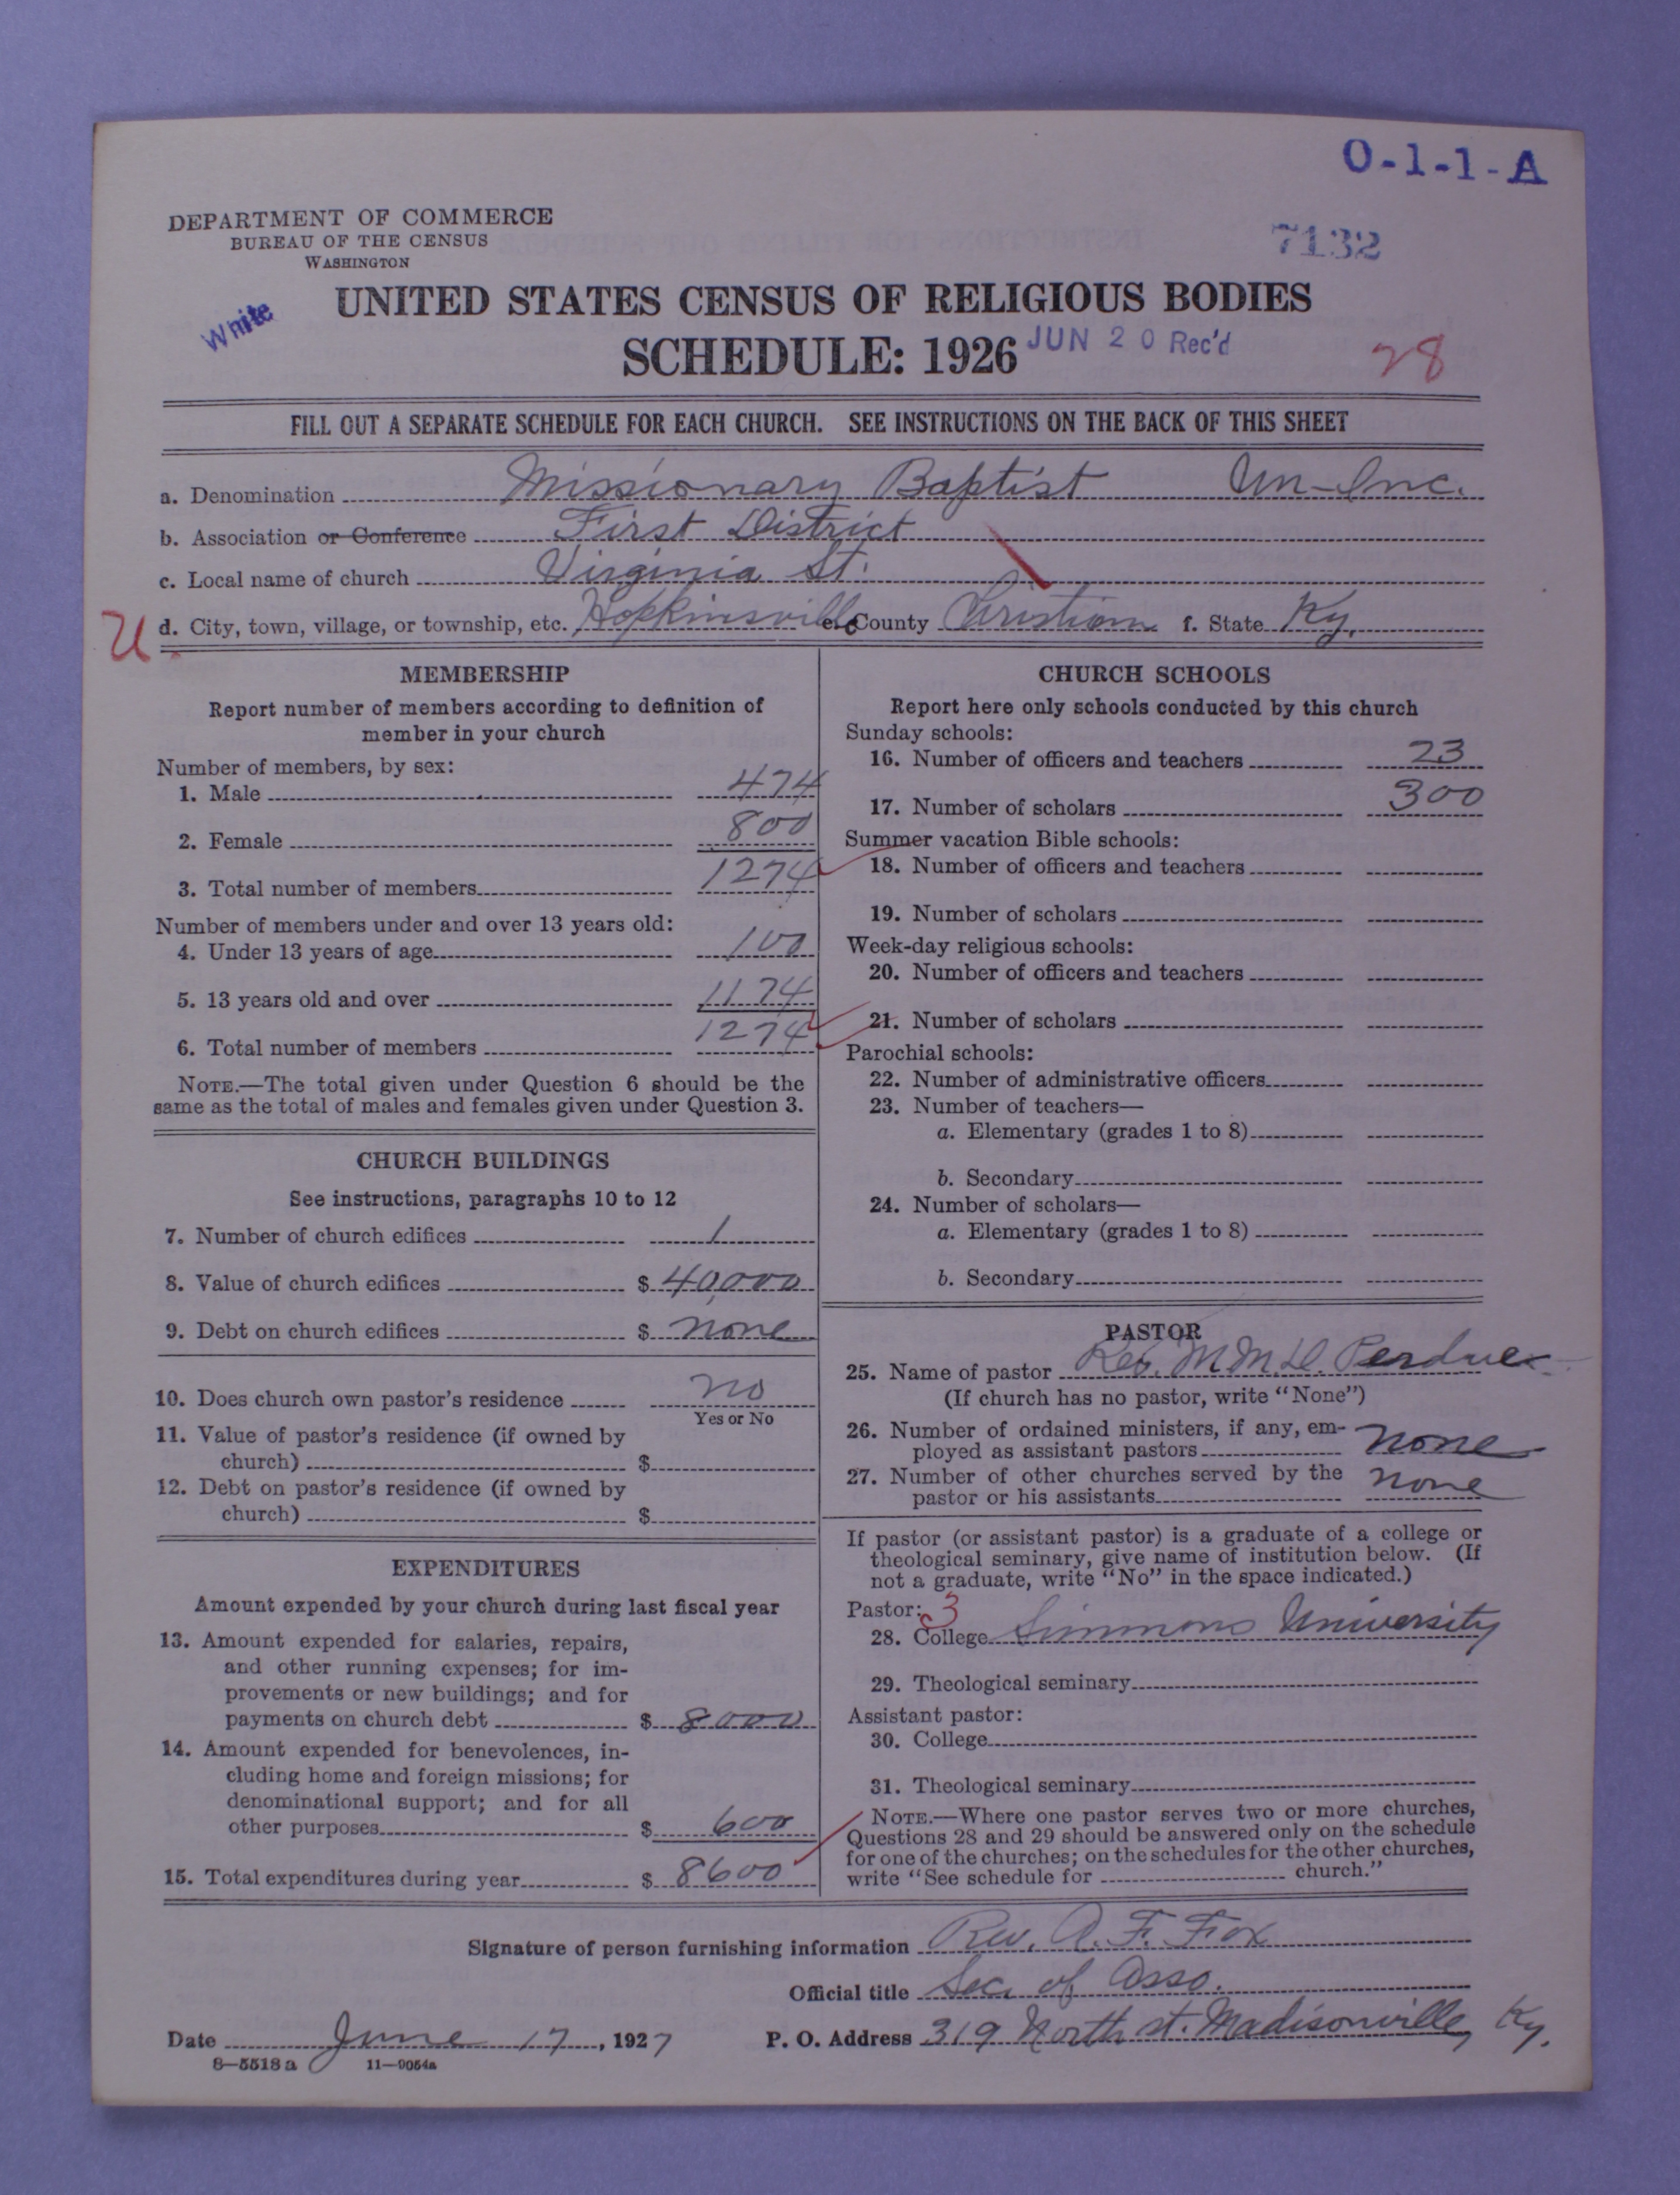 O-1-1-A
DEPARTMENT OF COMMERCE
BUREAU OF THE CENSUS
WASHINGTON
7132
White
UNITED STATES CENSUS OF RELIGIOUS BODIES
SCHEDULE: 1926
JUN 20 Rec'd
28
FILL OUT A SEPARATE SCHEDULE FOR EACH CHURCH. SEE INSTRUCTIONS ON THE BACK OF THIS SHEET
a. Denomination Missionary Baptist Un-Inc.
b. Association or Conference First District
c. Local name of church Virginia St.
U d. City, town, village, or township, etc. Hopkinsville e. County Christian f. State Ky.
MEMBERSHIP
Report number of members according to definition of
member in your church
Number of members, by sex:
1. Male 474
2. Female 800
3. Total number of members 1274
Number of members under and over 13 years old:
4. Under 13 years of age 100
5. 13 years old and over 1174
6. Total number of members 1274
NOTE.—The total given under Question 6 should be the
same as the total of males and females given under Question 3.
CHURCH BUILDINGS
See instructions, paragraphs 10 to 12
7. Number of church edifices 1
8. Value of church edifices $ 40,000
9. Debt on church edifices $ none
10. Does church own pastor's residence no
Yes or No
11. Value of pastor's residence (if owned by
church) $
12. Debt on pastor's residence (if owned by
church) $
EXPENDITURES
Amount expended by your church during last fiscal year
13. Amount expended for salaries, repairs,
and other running expenses; for im-
provements or new buildings; and for
payments on church debt $ 8000
14. Amount expended for benevolences, in-
cluding home and foreign missions; for
denominational support; and for all
other purposes $ 600
15. Total expenditures during year $ 8600
CHURCH SCHOOLS
Report here only schools conducted by this church
Sunday schools:
16. Number of officers and teachers 23
17. Number of scholars 300
Summer vacation Bible schools:
18. Number of officers and teachers
19. Number of scholars
Week-day religious schools:
20. Number of officers and teachers
21. Number of scholars
Parochial schools:
22. Number of administrative officers
23. Number of teachers—
a. Elementary (grades 1 to 8)
b. Secondary
24. Number of scholars—
a. Elementary (grades 1 to 8)
b. Secondary
PASTOR
25. Name of pastor Rev. M.M.D. Perdue
(If church has no pastor, write "None")
26. Number of ordained ministers, if any, em-
ployed as assistant pastors none
27. Number of other churches served by the
pastor or his assistants none
If pastor (or assistant pastor) is a graduate of a college or
theological seminary, give name of institution below. (If
not a graduate, write "No" in the space indicated.)
Pastor: 3
28. College Simmons University
29. Theological seminary
Assistant pastor:
30. College
31. Theological seminary
NOTE.—Where one pastor serves two or more churches,
Questions 28 and 29 should be answered only on the schedule
for one of the churches; on the schedules for the other churches,
write "See schedule for church."
Signature of person furnishing information Rev. A. F. Fox
Official title Sec. of Asso.
Date June 17, 1927 P. O. Address 319 North St. Madisonville, Ky.
8—5518 a 11—9054a